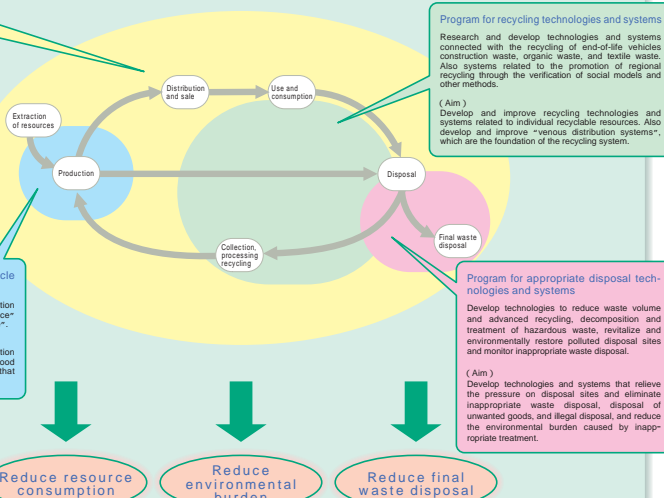 Program for recycling technologies and systems
Research and develop technologies and systems
connected with the recycling of end-of-life vehicles
construction waste, organic waste, and textile waste.
Also systems related to the promotion of regional
recycling through the verification of social models and
other methods.
( Aim )
Develop and improve recycling technologies and
systems related to individual recyclable resources. Also
develop and improve "venous distribution systems",
which are the foundation of the recycling system.
Distribution
and sale
Use and
consumption
Extraction
of resources
Production
Disposal
Collection,
processing
recycling
Final waste
disposal
cle
tion
ce"
".
tion
ood
that
Program for appropriate disposal tech-
nologies and systems
Develop technologies to reduce waste volume
and advanced recycling, decomposition and
treatment of hazardous waste, revitalize and
environmentally restore polluted disposal sites
and monitor inappropriate waste disposal.
( Aim )
Develop technologies and systems that relieve
the pressure on disposal sites and eliminate
inappropriate waste disposal, disposal of
unwanted goods, and illegal disposal, and reduce
the environmental burden caused by inapp-
ropriate treatment.
Reduce resource
consumption
Reduce
environmental
burden
Reduce final
waste disposal